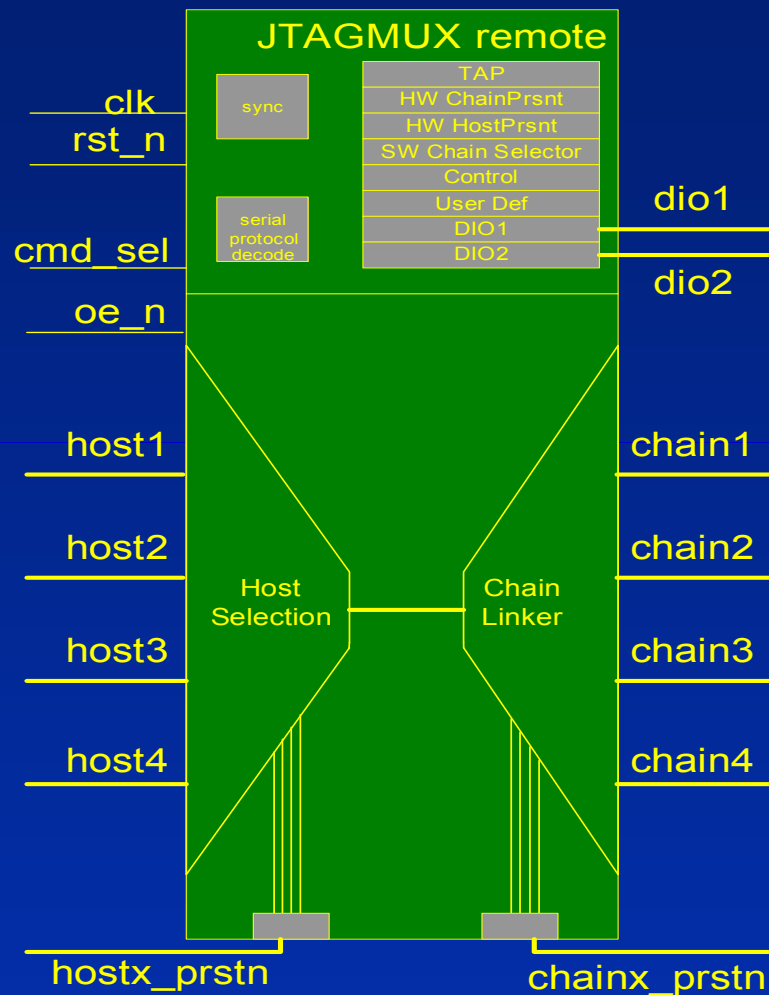 JTAGMUX remote
TAP
HW ChainPrsnt
HW HostPrsnt
SW Chain Selector
Control
User Def
DIO1
DIO2
sync
serial
protocol
decode
clk
rst_n
cmd_sel
oe_n
dio1
dio2
host1
host2
host3
host4
Host
Selection
Chain
Linker
chain1
chain2
chain3
chain4
hostx_prstn
chainx_prstn